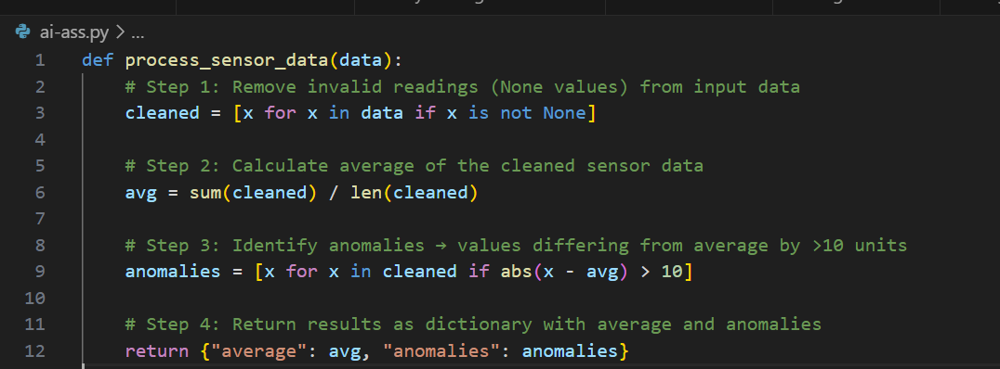 ai-ass.py > ...
1 def process_sensor_data(data):
2 # Step 1: Remove invalid readings (None values) from input data
3 cleaned = [x for x in data if x is not None]
4
5 # Step 2: Calculate average of the cleaned sensor data
6 avg = sum(cleaned) / len(cleaned)
7
8 # Step 3: Identify anomalies → values differing from average by >10 units
9 anomalies = [x for x in cleaned if abs(x - avg) > 10]
10
11 # Step 4: Return results as dictionary with average and anomalies
12 return {"average": avg, "anomalies": anomalies}